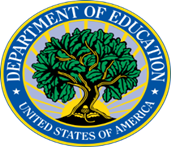 DEPARTMENT OF EDUCATION
UNITED STATES OF AMERICA